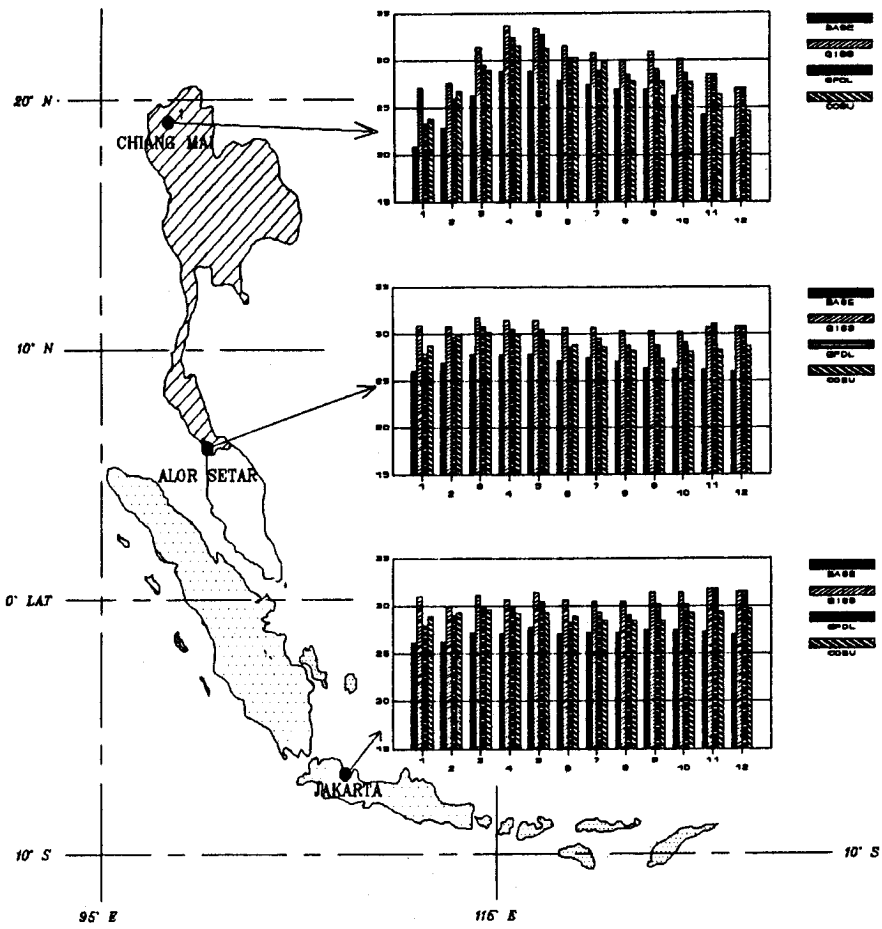 35
30
25
20
15
1 2 3 4 5 6 7 8 9 10 11 12
BASE
GISS
GFDL
OOSU
20° N
1
CHIANG MAI
35
30
25
20
15
1 2 3 4 5 6 7 8 9 10 11 12
BASE
GISS
GFDL
OOSU
10° N
ALOR SETAR
35
30
25
20
15
1 2 3 4 5 6 7 8 9 10 11 12
BASE
GISS
GFDL
OOSU
0° LAT
JAKARTA
10° S
10° S
95° E
115° E